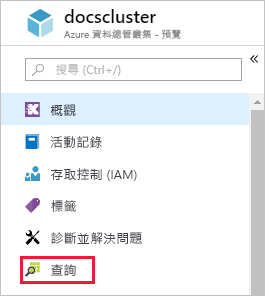 docscluster
Azure 資料總管叢集 - 預覽
搜尋 (Ctrl+/)
概觀
活動記錄
存取控制 (IAM)
標籤
診斷並解決問題
查詢